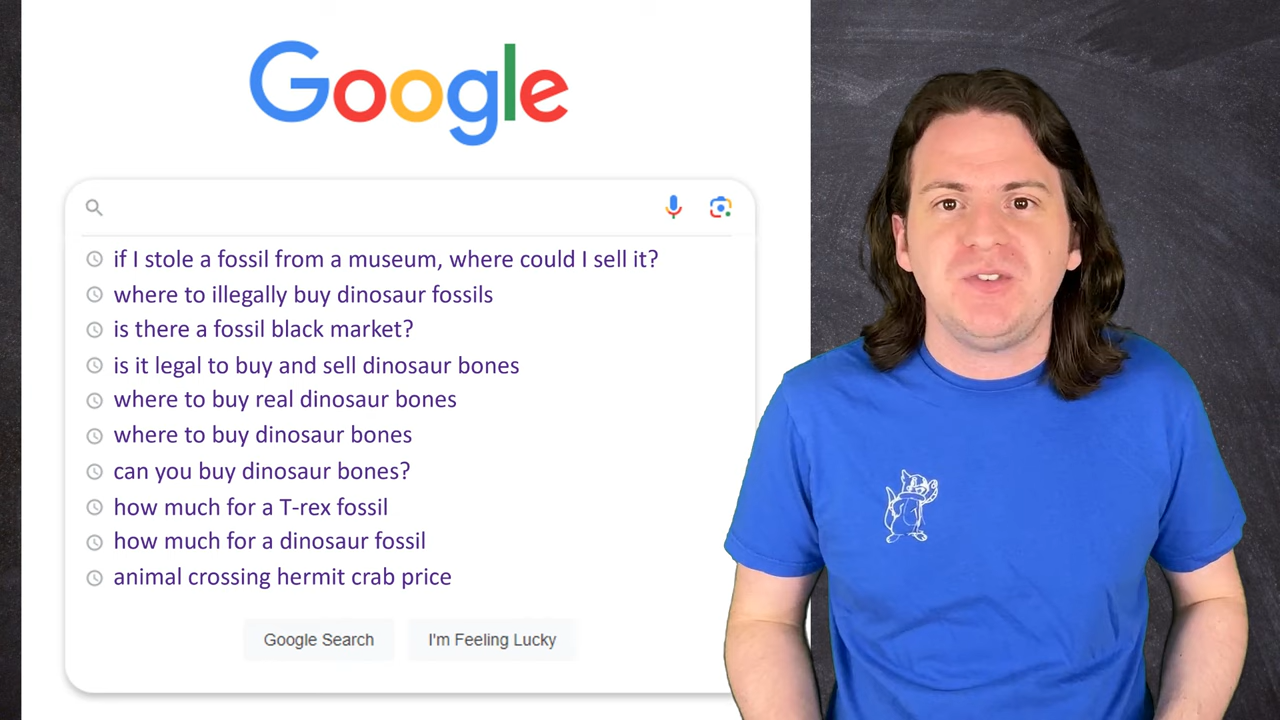 Google
if I stole a fossil from a museum, where could I sell it?
where to illegally buy dinosaur fossils
is there a fossil black market?
is it legal to buy and sell dinosaur bones
where to buy real dinosaur bones
where to buy dinosaur bones
can you buy dinosaur bones?
how much for a T-rex fossil
how much for a dinosaur fossil
animal crossing hermit crab price
Google Search
I'm Feeling Lucky